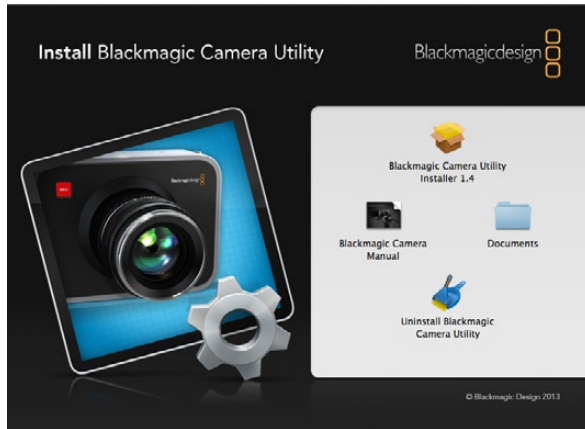 Install Blackmagic Camera Utility
Blackmagicdesign
Blackmagic Camera Utility
Installer 1.4
Blackmagic Camera
Manual
Documents
Uninstall Blackmagic
Camera Utility
© Blackmagic Design 2013